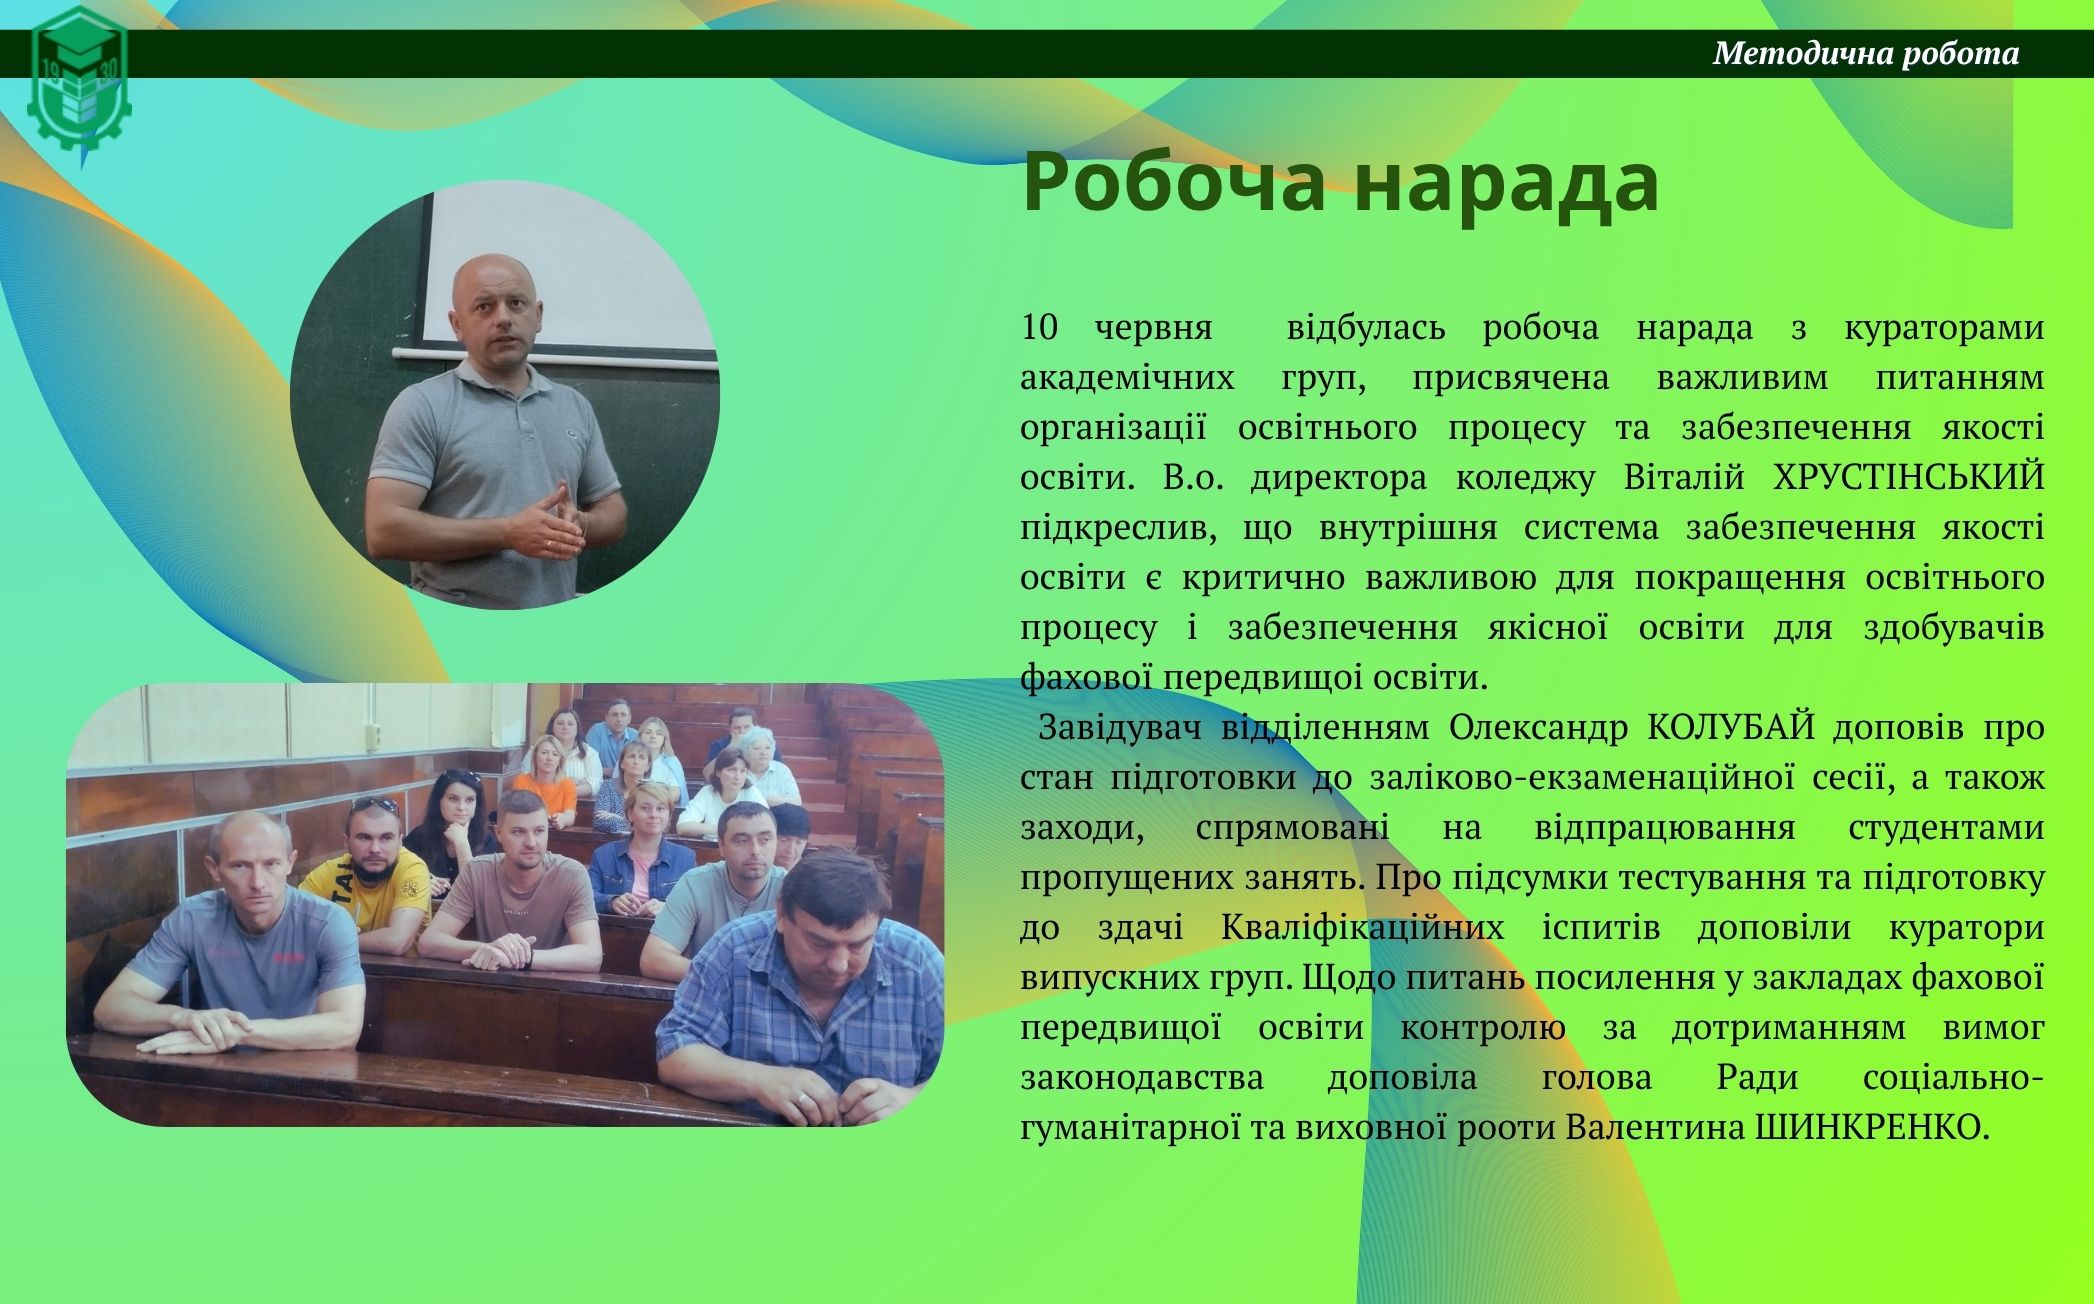 1930
Методична робота
Робоча нарада
10 червня відбулась робоча нарада з кураторами
академічних груп, присвячена важливим питанням
організації освітнього процесу та забезпечення якості
освіти. В.о. директора коледжу Віталій ХРУСТІНСЬКИЙ
підкреслив, що внутрішня система забезпечення якості
освіти є критично важливою для покращення освітнього
процесу і забезпечення якісної освіти для здобувачів
фахової передвищоі освіти.
Завідувач відділенням Олександр КОЛУБАЙ доповів про
стан підготовки до заліково-екзаменаційної сесії, а також
заходи, спрямовані на відпрацювання студентами
пропущених занять. Про підсумки тестування та підготовку
до здачі Кваліфікаційних іспитів доповіли куратори
випускних груп. Щодо питань посилення у закладах фахової
передвищої освіти контролю за дотриманням вимог
законодавства доповіла голова Ради соціально-
гуманітарної та виховної рооти Валентина ШИНКРЕНКО.